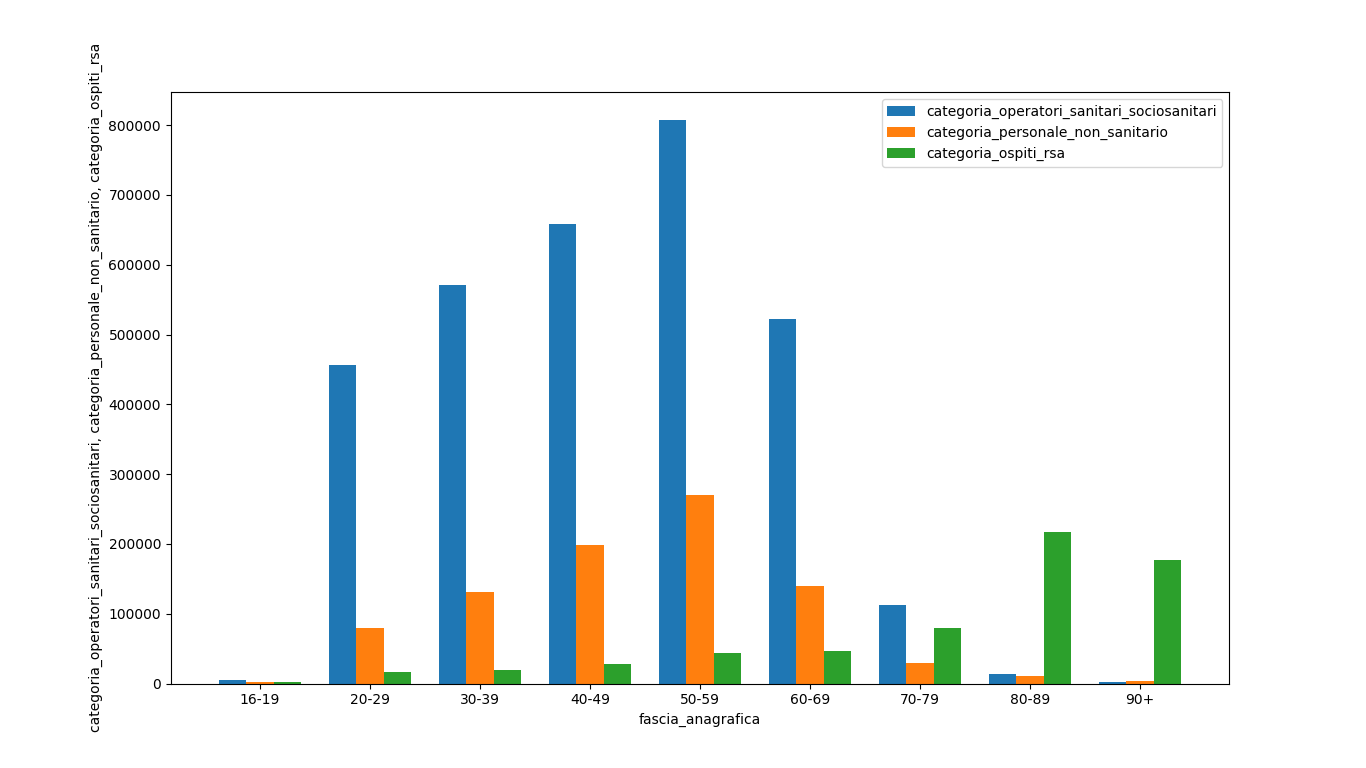 categoria_operatori_sanitari_sociosanitari, categoria_personale_non_sanitario, categoria_ospiti_rsa
800000
700000
600000
500000
400000
300000
200000
100000
0
categoria_operatori_sanitari_sociosanitari
categoria_personale_non_sanitario
categoria_ospiti_rsa
16-19 20-29 30-39 40-49 50-59 60-69 70-79 80-89 90+
fascia_anagrafica